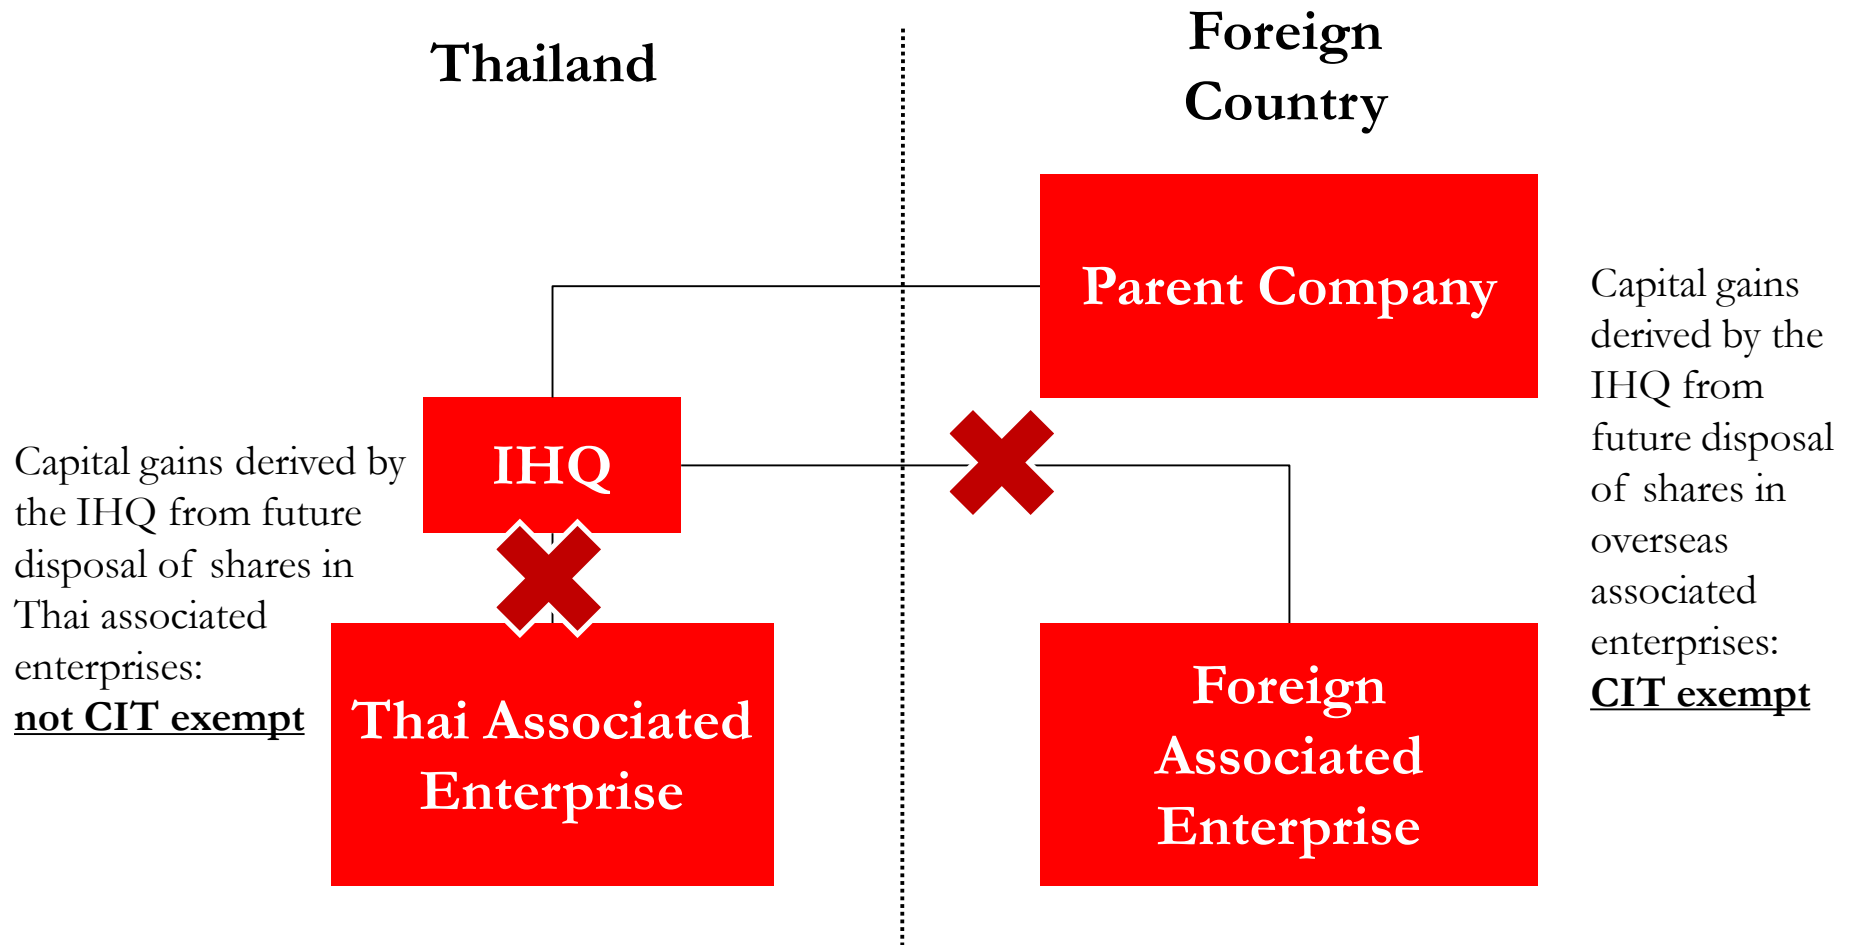 Thailand
Foreign
Country
Parent Company
Capital gains
derived by the
IHQ from
future disposal
of shares in
overseas
associated
enterprises:
CIT exempt
IHQ
Capital gains derived by
the IHQ from future
disposal of shares in
Thai associated
enterprises:
not CIT exempt
Thai Associated
Enterprise
Foreign
Associated
Enterprise